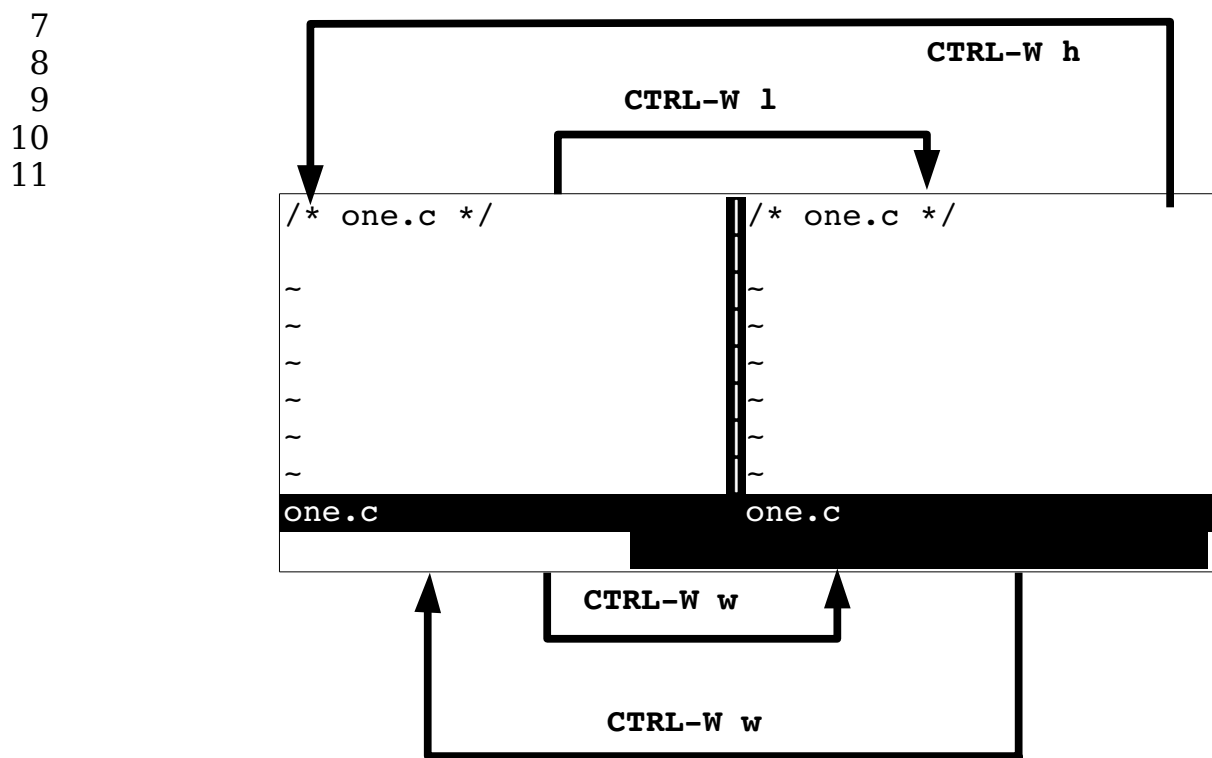 7
8
CTRL-W h
9
CTRL-W l
10
11
/* one.c */ /* one.c */
~ ~
~ ~
~ ~
~ ~
~ ~
~ ~
one.c one.c
CTRL-W w
CTRL-W w